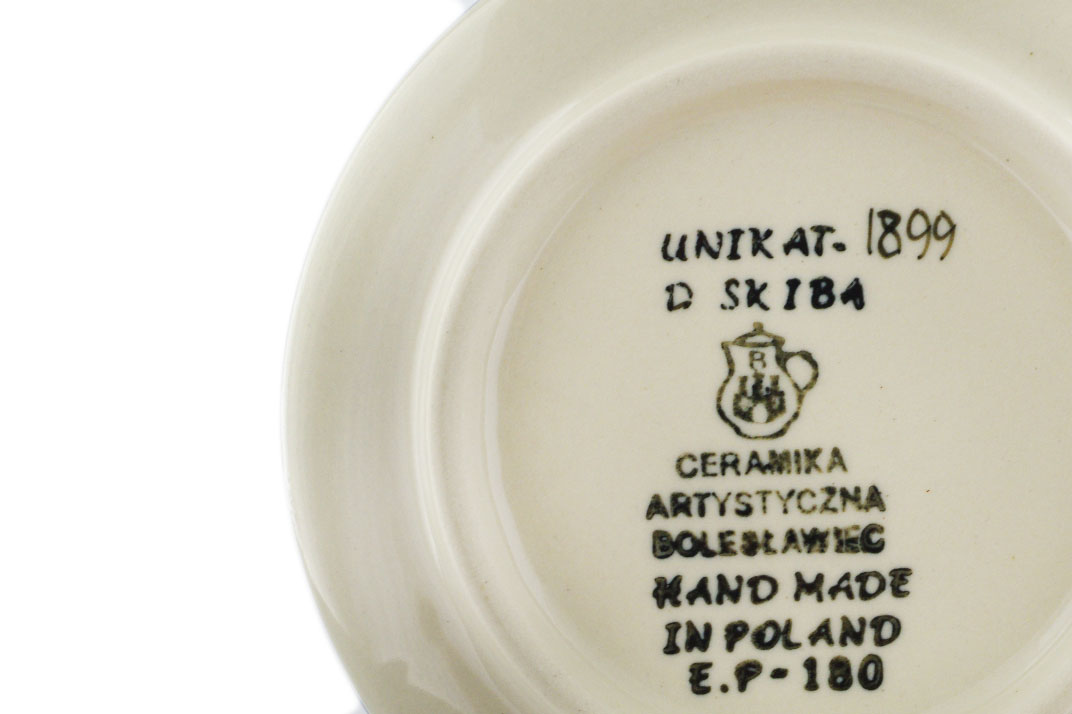 UNIKAT-1899
D SKIBA
B
CERAMIKA
ARTYSTYCZNA
BOLESŁAWIEC
HAND MADE
IN POLAND
E.P-180